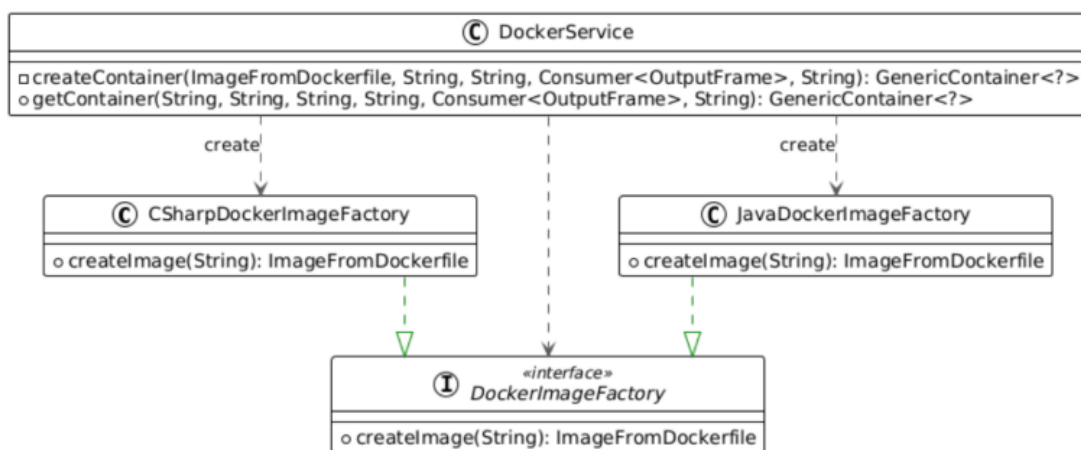 C DockerService
createContainer(ImageFromDockerfile, String, String, Consumer<OutputFrame>, String): GenericContainer<?>
getContainer(String, String, String, String, Consumer<OutputFrame>, String): GenericContainer<?>
create
create
C CSharpDockerImageFactory
createImage(String): ImageFromDockerfile
C JavaDockerImageFactory
createImage(String): ImageFromDockerfile
«interface»
I DockerImageFactory
createImage(String): ImageFromDockerfile